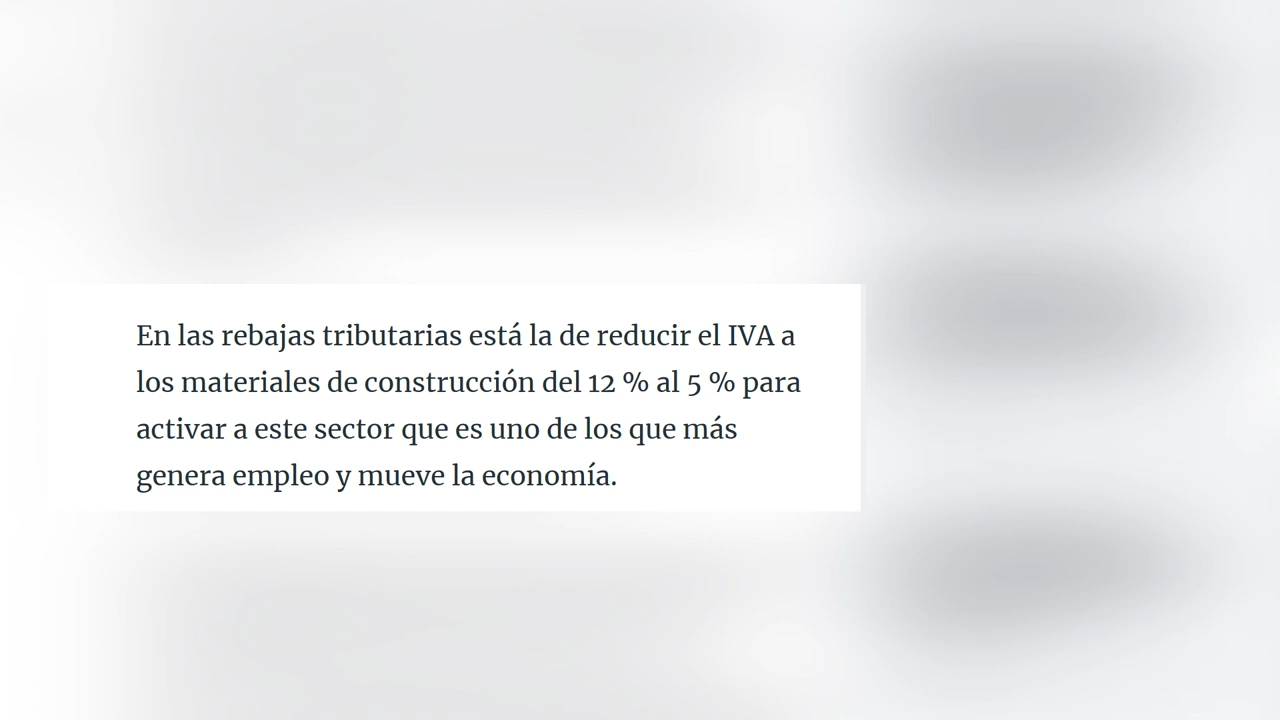 En las rebajas tributarias está la de reducir el IVA a
los materiales de construcción del 12 % al 5 % para
activar a este sector que es uno de los que más
genera empleo y mueve la economía.